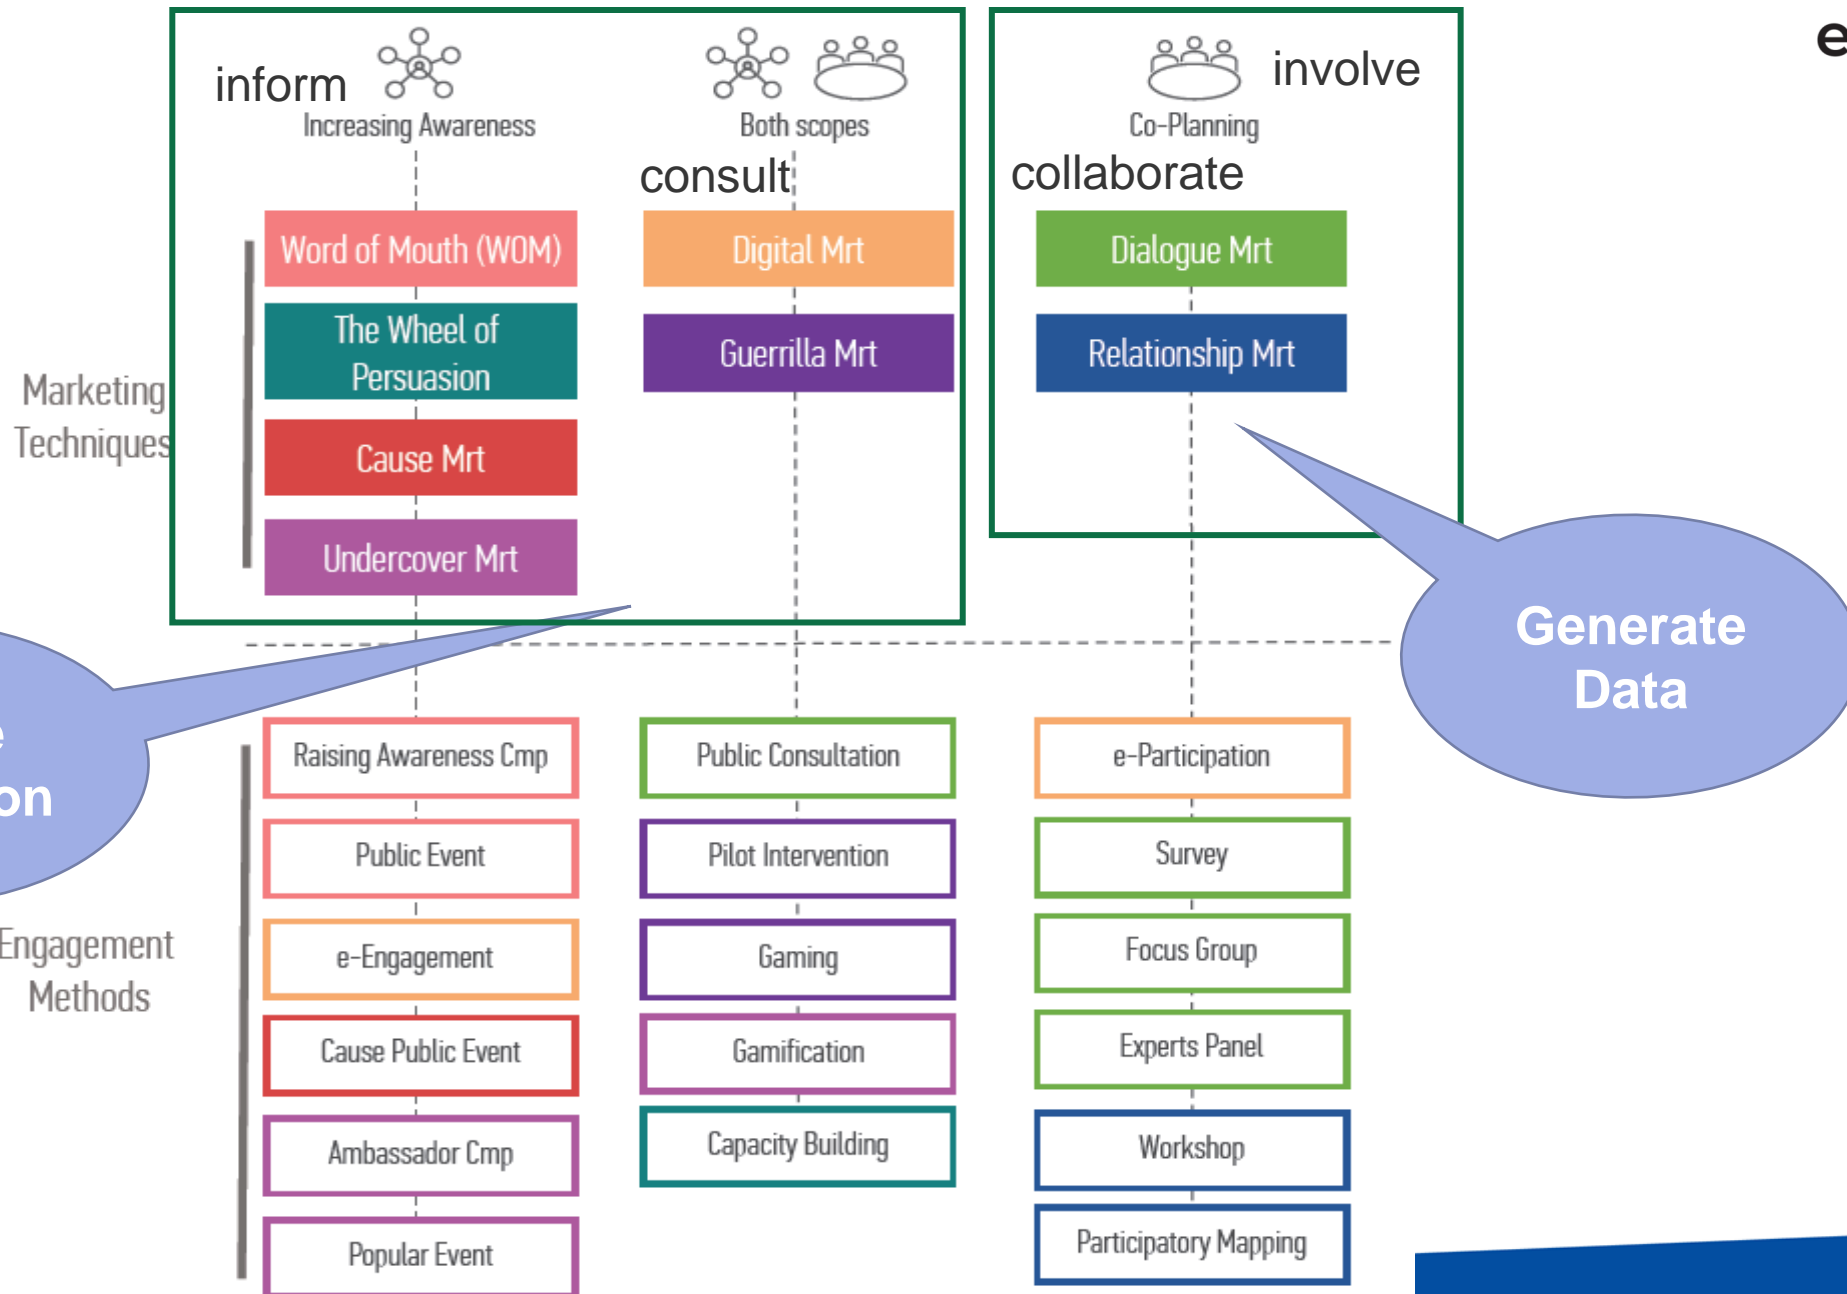 inform
involve
Increasing Awareness
Both scopes
Co-Planning
consult
collaborate
Marketing
Techniques
Word of Mouth (WOM)
The Wheel of
Persuasion
Cause Mrt
Undercover Mrt
Digital Mrt
Guerrilla Mrt
Dialogue Mrt
Relationship Mrt
Generate
Data
Engagement
Methods
Raising Awareness Cmp
Public Event
e-Engagement
Cause Public Event
Ambassador Cmp
Popular Event
Public Consultation
Pilot Intervention
Gaming
Gamification
Capacity Building
e-Participation
Survey
Focus Group
Experts Panel
Workshop
Participatory Mapping